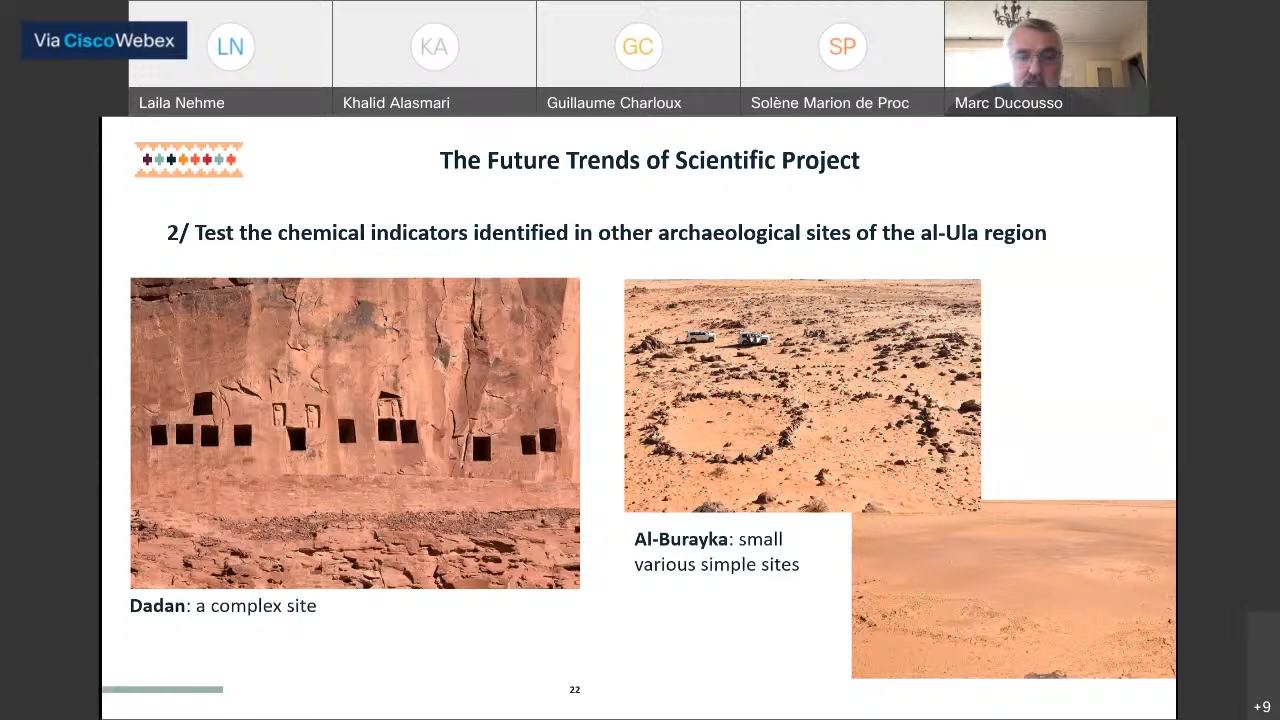 Via Cisco Webex
LN
KA
GC
SP
Laila Nehme
Khalid Alasmari
Guillaume Charloux
Solène Marion de Proc
Marc Ducousso
The Future Trends of Scientific Project
2/ Test the chemical indicators identified in other archaeological sites of the al-Ula region
Al-Burayka: small
various simple sites
Dadan: a complex site
22
+9